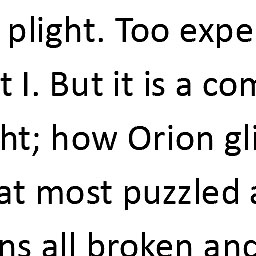 plight. Too expe
t I. But it is a com
ht; how Orion gli
at most puzzled a
ns all broken and